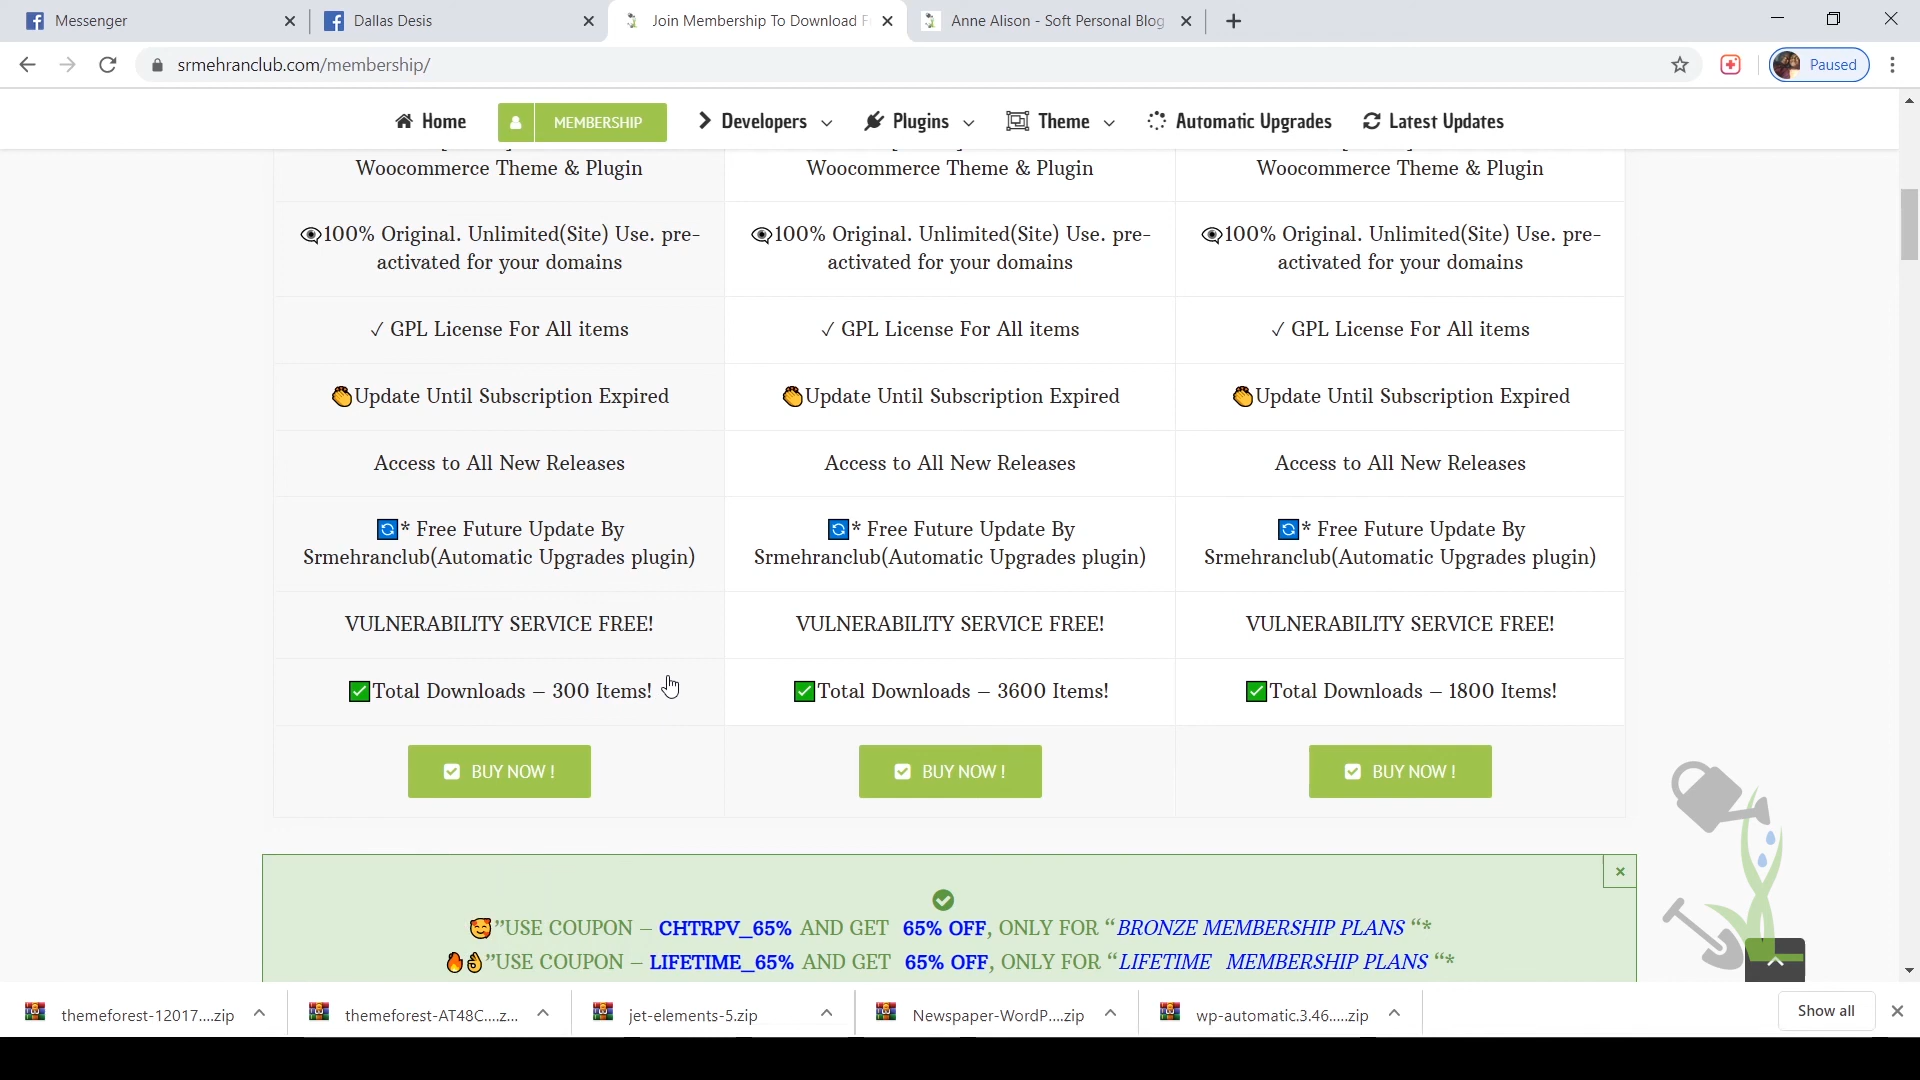 Messenger
Dallas Desis
Join Membership To Download F
Anne Alison - Soft Personal Blog
srmehranclub.com/membership/
Paused
Home
MEMBERSHIP
Developers
Plugins
Theme
Automatic Upgrades
Latest Updates
Woocommerce Theme & Plugin
Woocommerce Theme & Plugin
Woocommerce Theme & Plugin
👁️‍🗨️100% Original. Unlimited(Site) Use. pre-
activated for your domains
👁️‍🗨️100% Original. Unlimited(Site) Use. pre-
activated for your domains
👁️‍🗨️100% Original. Unlimited(Site) Use. pre-
activated for your domains
✓ GPL License For All items
✓ GPL License For All items
✓ GPL License For All items
👏Update Until Subscription Expired
👏Update Until Subscription Expired
👏Update Until Subscription Expired
Access to All New Releases
Access to All New Releases
Access to All New Releases
🔄* Free Future Update By
Srmehranclub(Automatic Upgrades plugin)
🔄* Free Future Update By
Srmehranclub(Automatic Upgrades plugin)
🔄* Free Future Update By
Srmehranclub(Automatic Upgrades plugin)
VULNERABILITY SERVICE FREE!
VULNERABILITY SERVICE FREE!
VULNERABILITY SERVICE FREE!
✅Total Downloads – 300 Items!
✅Total Downloads – 3600 Items!
✅Total Downloads – 1800 Items!
BUY NOW !
BUY NOW !
BUY NOW !
🥰”USE COUPON – CHTRPV_65% AND GET 65% OFF, ONLY FOR “BRONZE MEMBERSHIP PLANS “*
🔥👌”USE COUPON – LIFETIME_65% AND GET 65% OFF, ONLY FOR “LIFETIME MEMBERSHIP PLANS “*
themeforest-12017....zip
themeforest-AT48C....z...
jet-elements-5.zip
Newspaper-WordP....zip
wp-automatic.3.46.....zip
Show all